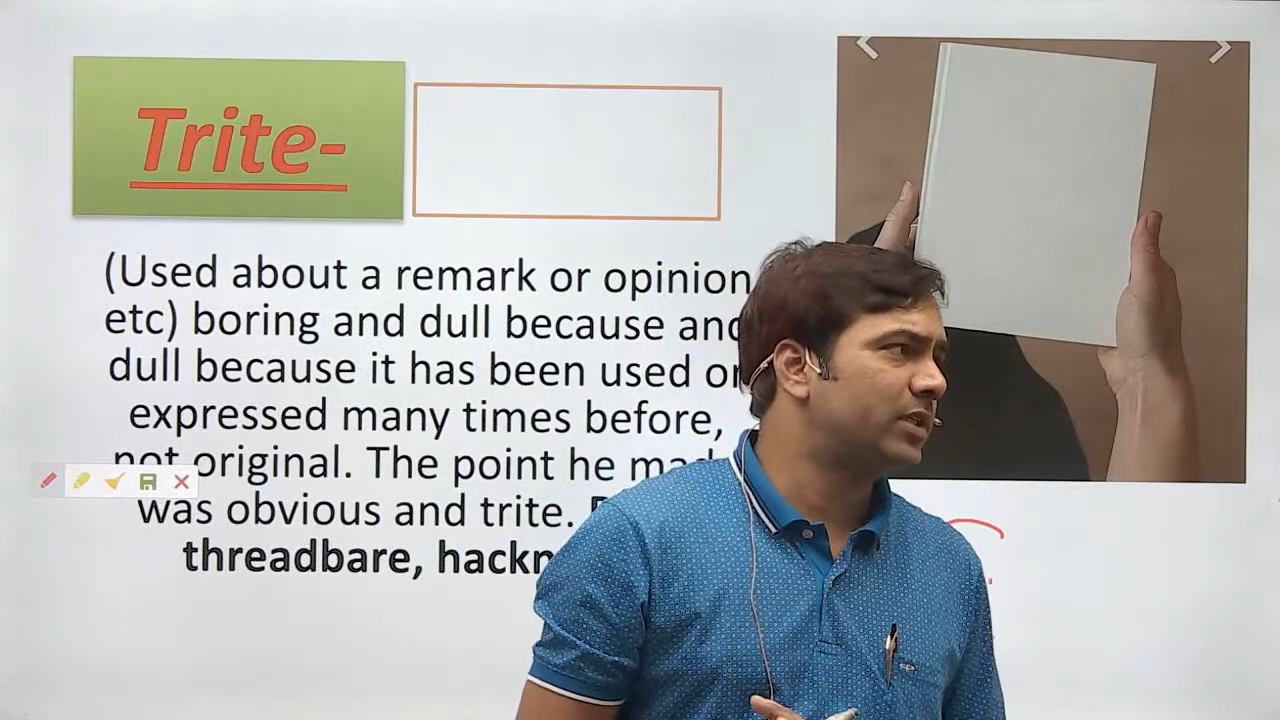 Trite-
(Used about a remark or opinion
etc) boring and dull because and
dull because it has been used or
expressed many times before,
not original. The point he made
was obvious and trite.
threadbare,